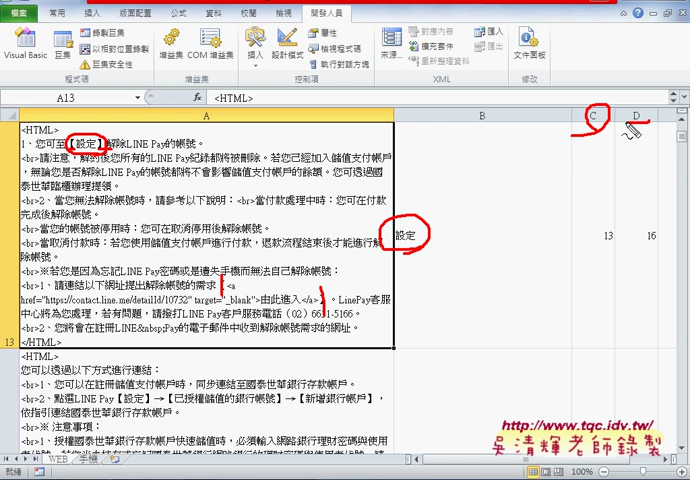 檔案 常用 插入 版面配置 公式 資料 校閱 檢視 開發人員
Visual Basic 巨集 錄製巨集 以相對位置錄製 巨集安全性 增益集 COM 增益集 插入 設計模式 屬性 檢視程式碼 執行對話方塊 來源... 對應內容 擴充套件 重新整理資料 匯入 匯出 文件面板
程式碼 增益集 控制項 XML 修改
A13 fx <HTML>
A B C D
<HTML>
1、您可至【設定】解除LINE Pay的帳號。
<br>請注意，解約後您所有的LINE Pay紀錄都將被刪除。若您已經加入儲值支付帳戶
，無論您是否解除LINE Pay的帳號都將不會影響儲值支付帳戶的餘額。您可透過國
泰世華臨櫃辦理提領。
<br>2、當您無法解除帳號時，請參考以下說明：<br>當付款處理中時：您可在付款
完成後解除帳號。
<br>當您的帳號被停用時：您可在取消停用後解除帳號。
<br>當取消付款時：若您使用儲值支付帳戶進行付款，退款流程結束後才能進行解
除帳號。
<br>※若您是因為忘記LINE Pay密碼或是遺失手機而無法自己解除帳號：
<br>1、請連結以下網址提出解除帳號的需求【<a
href="https://contact.line.me/detailId/10732" target="_blank">由此進入</a>】。LinePay客服
中心將為您處理，若有問題，請撥打LINE Pay客戶服務電話（02）6631-5166。
<br>2、您將會在註冊LINE&nbsp;Pay的電子郵件中收到解除帳號需求的網址。
</HTML>
設定 13 16
13
<HTML>
您可以透過以下方式進行連結：
<br>1、您可以在註冊儲值支付帳戶時，同步連結至國泰世華銀行存款帳戶。
<br>2、點選LINE Pay【設定】→【已授權儲值的銀行帳號】→【新增銀行帳戶】，
依指引連結國泰世華銀行存款帳戶。
<br>※ 注意事項：
<br>1、授權國泰世華銀行存款帳戶快速儲值時，必須輸入網路銀行理財密碼與使用
http://www.tqc.idv.tw/
吳清輝老師錄製
WEB 手機
就緒 100%